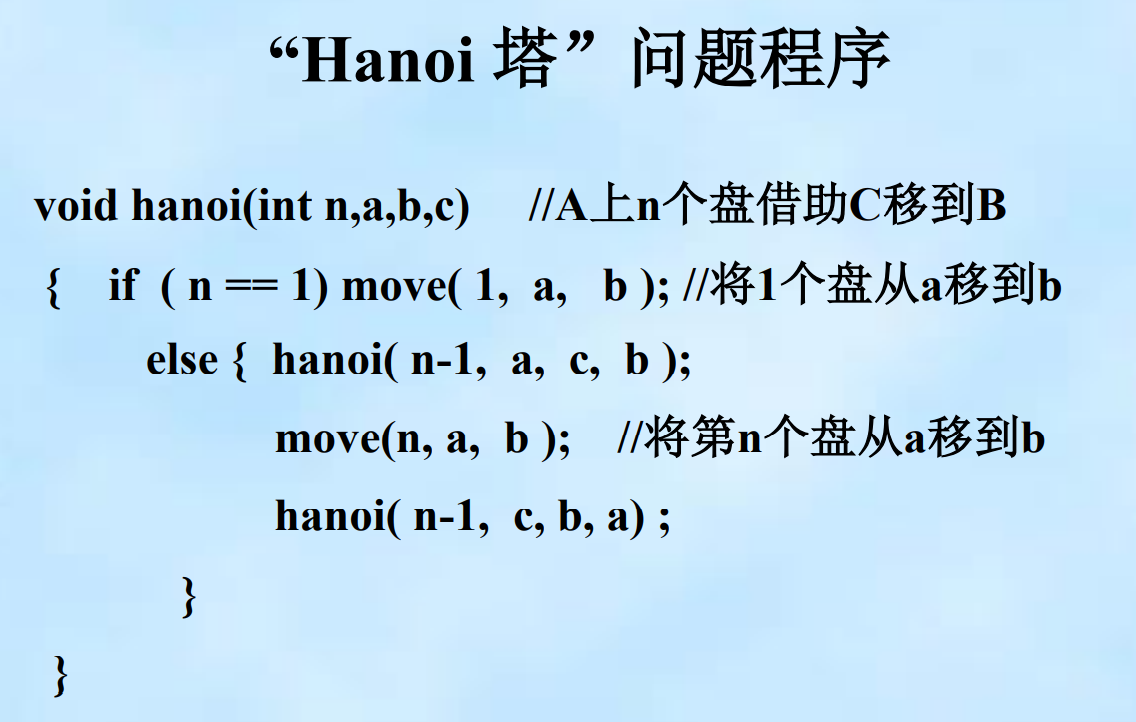 “Hanoi 塔”问题程序
void hanoi(int n,a,b,c) //A上n个盘借助C移到B
{ if ( n == 1) move( 1, a, b ); //将1个盘从a移到b
else { hanoi( n-1, a, c, b );
move(n, a, b ); //将第n个盘从a移到b
hanoi( n-1, c, b, a) ;
}
}